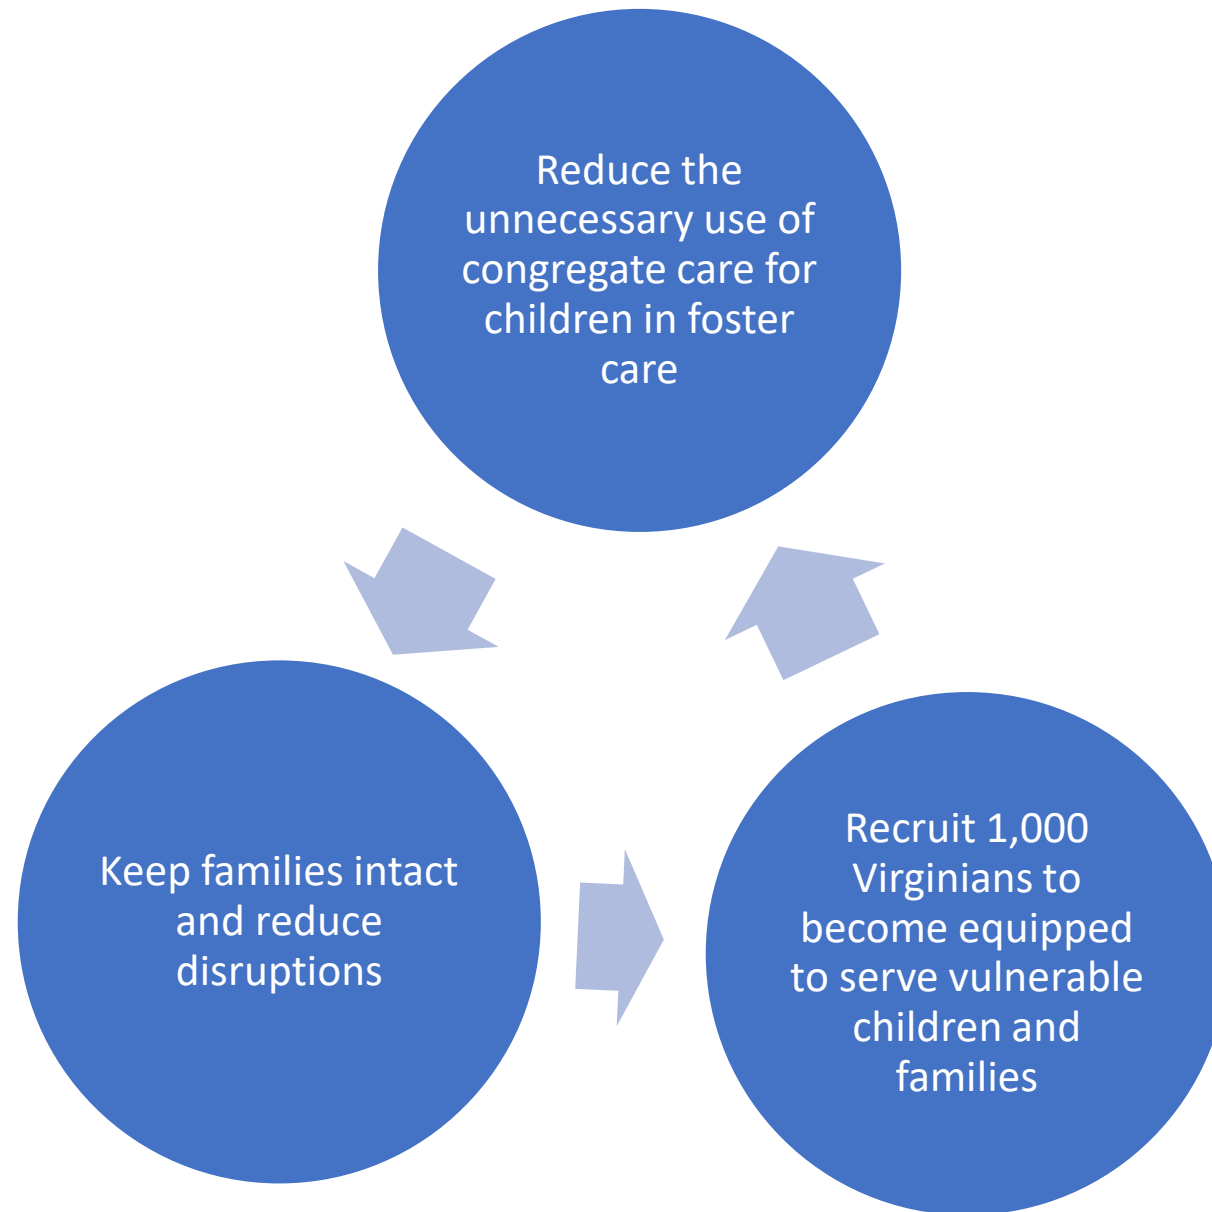 Reduce the
unnecessary use of
congregate care for
children in foster
care
Keep families intact
and reduce
disruptions
Recruit 1,000
Virginians to
become equipped
to serve vulnerable
children and
families